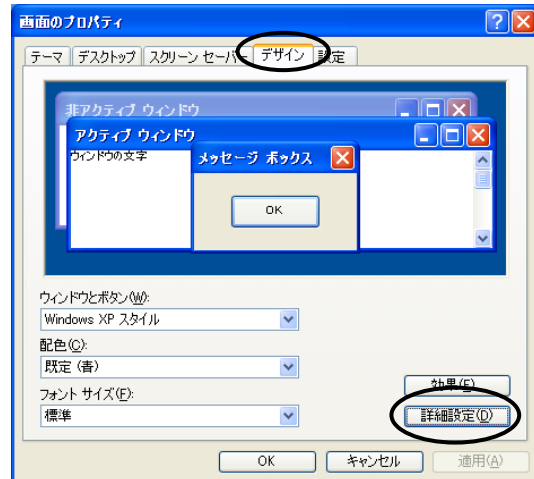 画面のプロパティ
テーマ デスクトップ スクリーン セーバー デザイン 設定
非アクティブ ウィンドウ
アクティブ ウィンドウ
ウィンドウの文字
メッセージ ボックス
OK
ウィンドウとボタン(W):
Windows XP スタイル
配色(C):
既定 (青)
効果(E)
フォント サイズ(F):
標準
詳細設定(D)
OK キャンセル 適用(A)